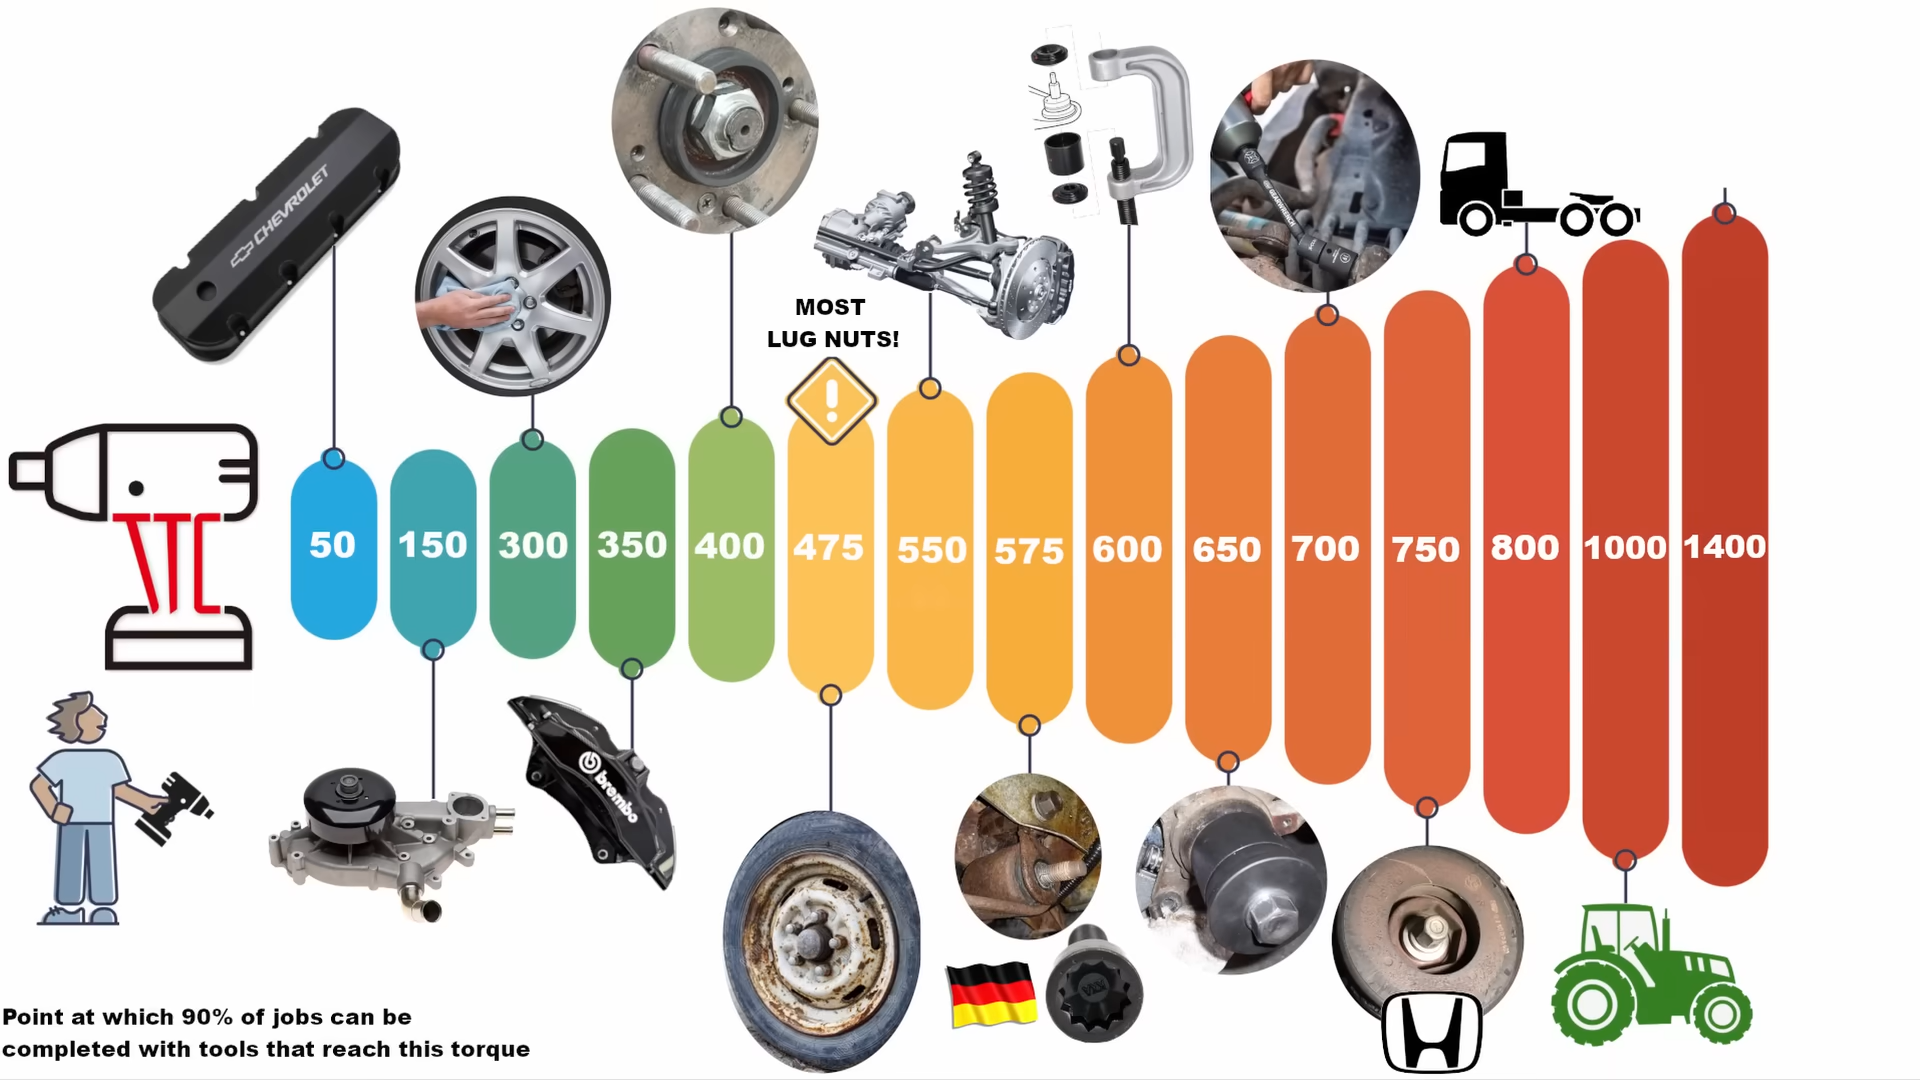 CHEVROLET
MOST
LUG NUTS!
50
150
300
350
400
475
550
575
600
650
700
750
800
1000
1400
TTC
brembo
Point at which 90% of jobs can be
completed with tools that reach this torque